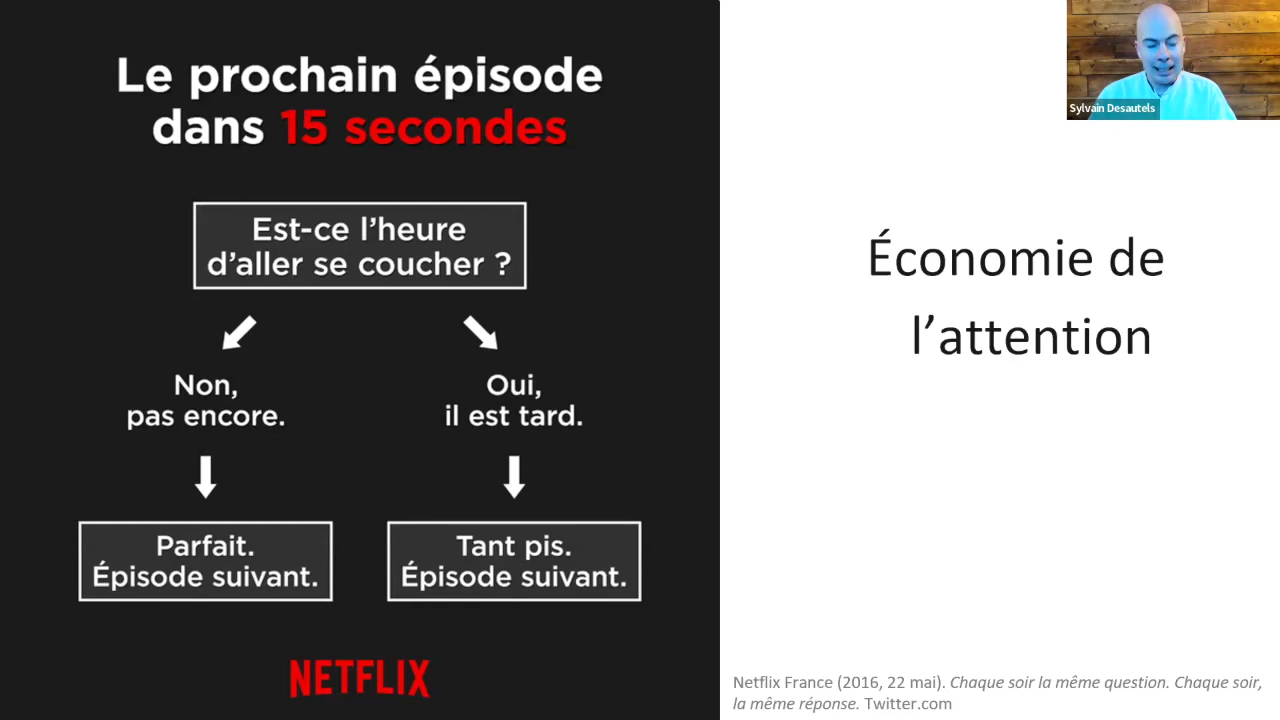 Le prochain épisode
dans 15 secondes
Est-ce l'heure
d'aller se coucher ?
Non,
pas encore.
Oui,
il est tard.
Parfait.
Épisode suivant.
Tant pis.
Épisode suivant.
NETFLIX
Sylvain Desautels
Économie de
l'attention
Netflix France (2016, 22 mai). Chaque soir la même question. Chaque soir,
la même réponse. Twitter.com